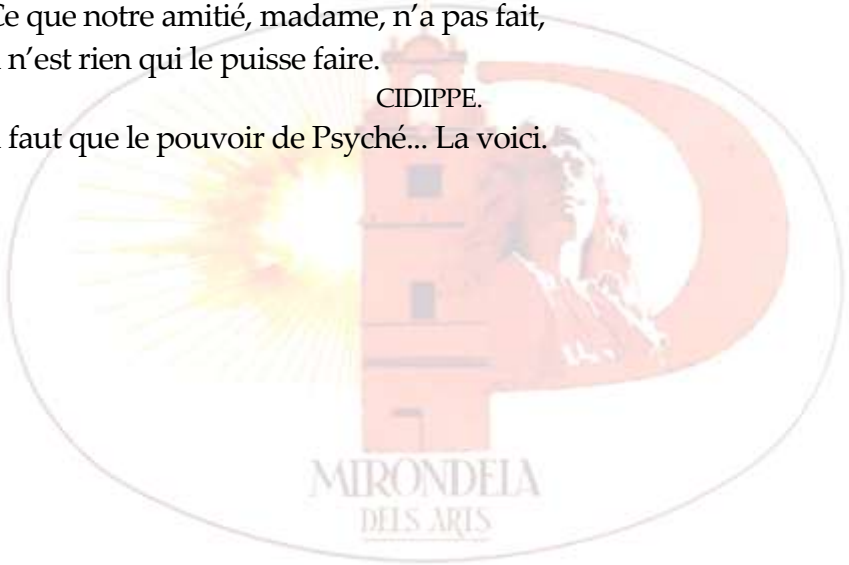 Ce que notre amitié, madame, n’a pas fait,
n’est rien qui le puisse faire.
CIDIPPE.
faut que le pouvoir de Psyché... La voici.
MIRONDELA
DELS ARTS